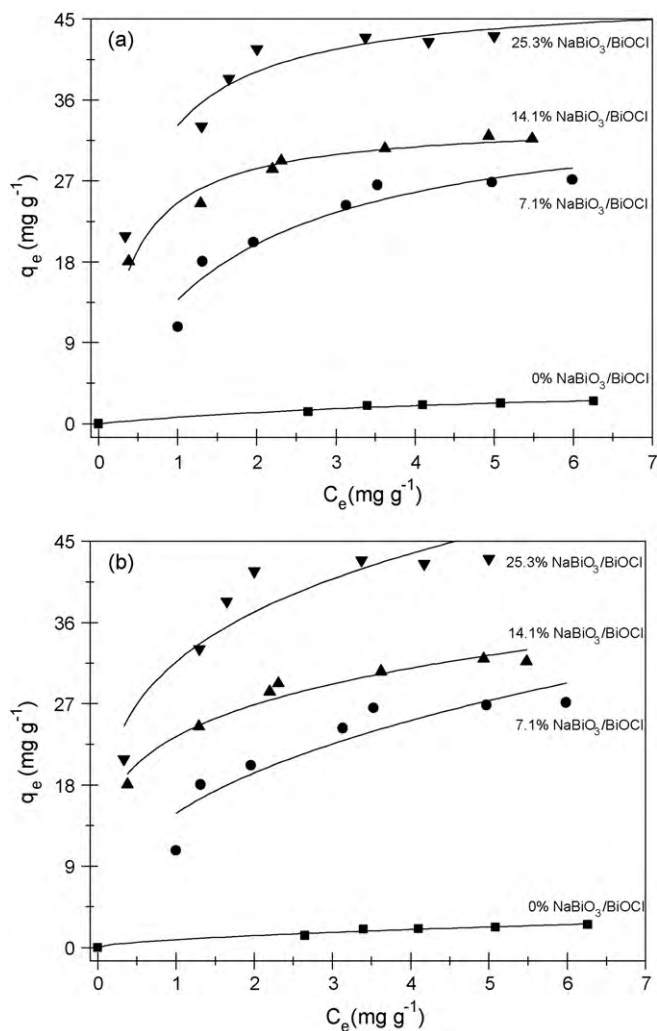 (a)
45
36
27
18
9
0
qe (mg g-1)
25.3% NaBiO3/BiOCl
14.1% NaBiO3/BiOCl
7.1% NaBiO3/BiOCl
0% NaBiO3/BiOCl
0 1 2 3 4 5 6 7
Ce(mg g-1)
(b)
45
36
27
18
9
0
qe (mg g-1)
25.3% NaBiO3/BiOCl
14.1% NaBiO3/BiOCl
7.1% NaBiO3/BiOCl
0% NaBiO3/BiOCl
0 1 2 3 4 5 6 7
Ce(mg g-1)